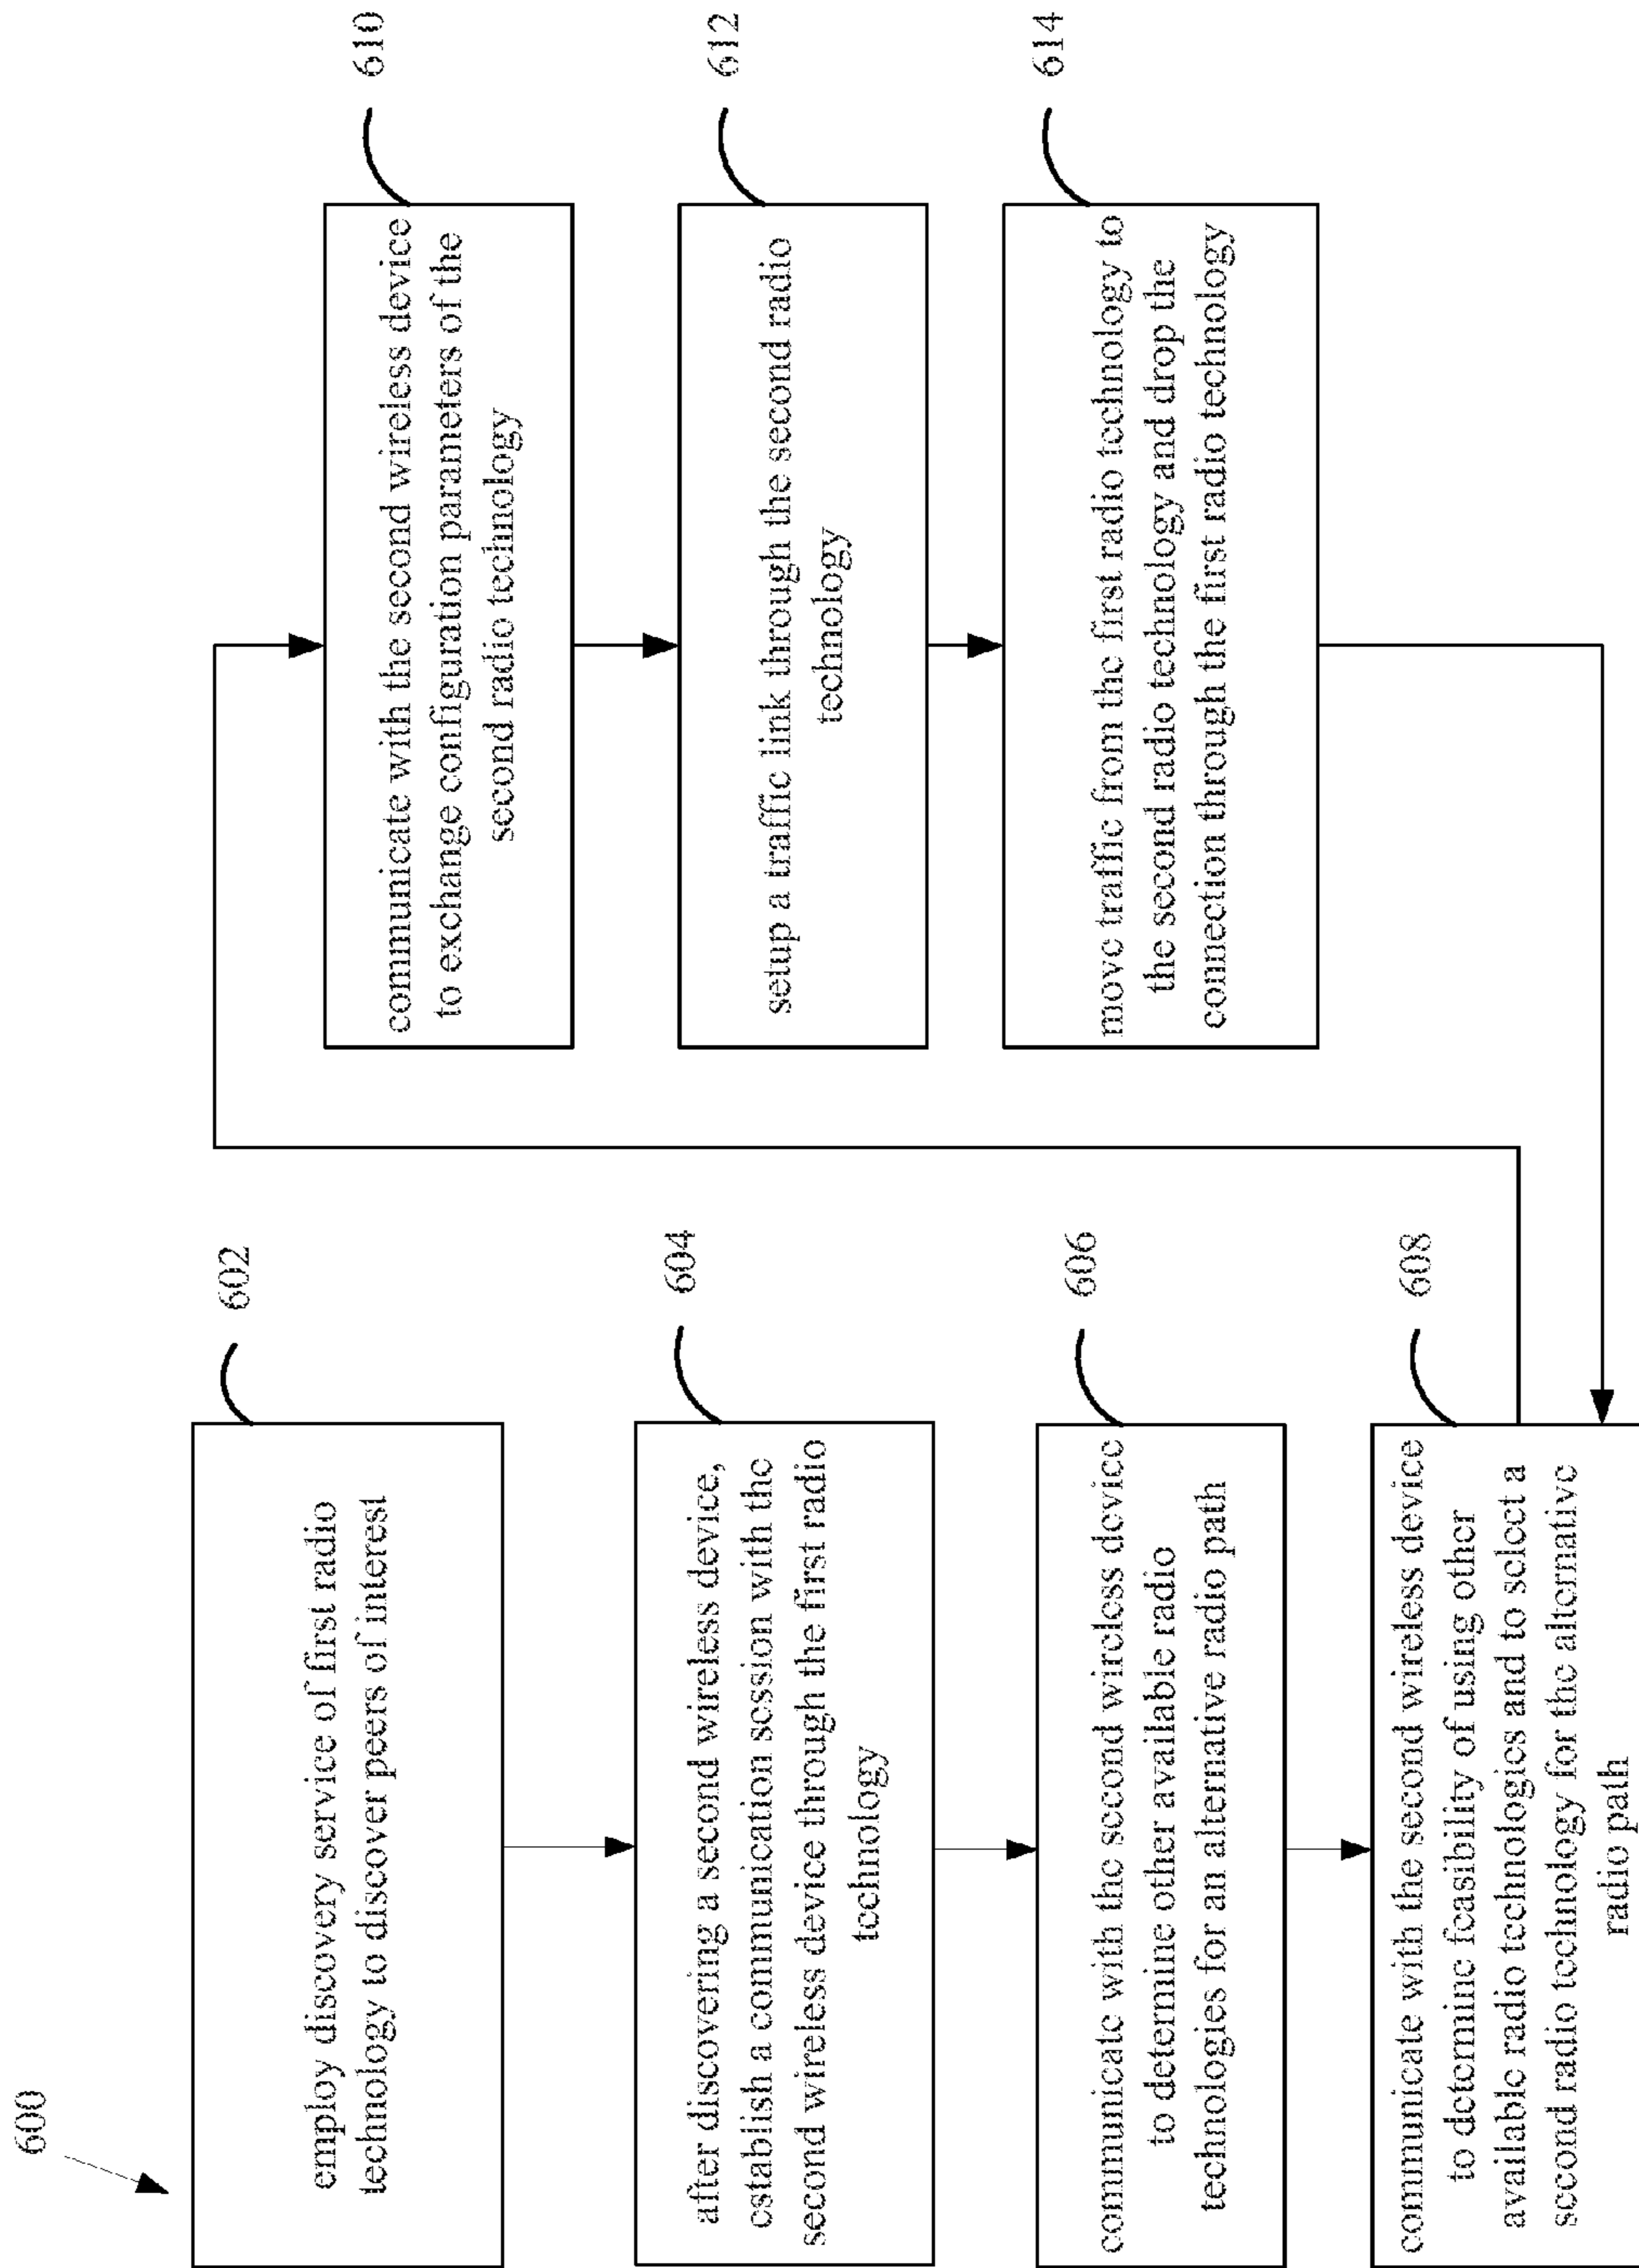 600
employ discovery service of first radio
technology to discover peers of interest
602
after discovering a second wireless device,
establish a communication session with the
second wireless device through the first radio
technology
604
communicate with the second wireless device
to determine other available radio
technologies for an alternative radio path
606
communicate with the second wireless device
to determine feasibility of using other
available radio technologies and to select a
second radio technology for the alternative
radio path
608
communicate with the second wireless device
to exchange configuration parameters of the
second radio technology
610
setup a traffic link through the second radio
technology
612
move traffic from the first radio technology to
the second radio technology and drop the
connection through the first radio technology
614